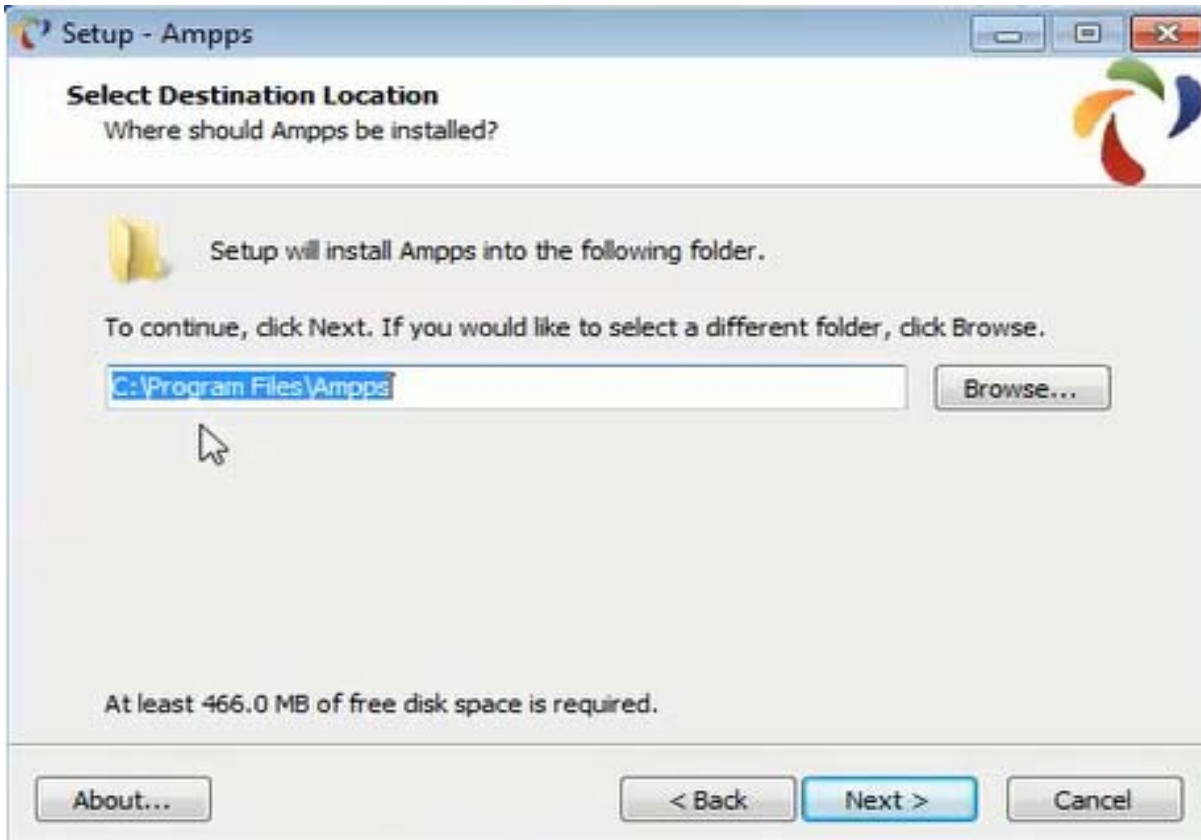 Setup - Ampps
Select Destination Location
Where should Ampps be installed?
Setup will install Ampps into the following folder.
To continue, click Next. If you would like to select a different folder, click Browse.
C:\Program Files\Ampps
Browse...
At least 466.0 MB of free disk space is required.
About...
< Back
Next >
Cancel